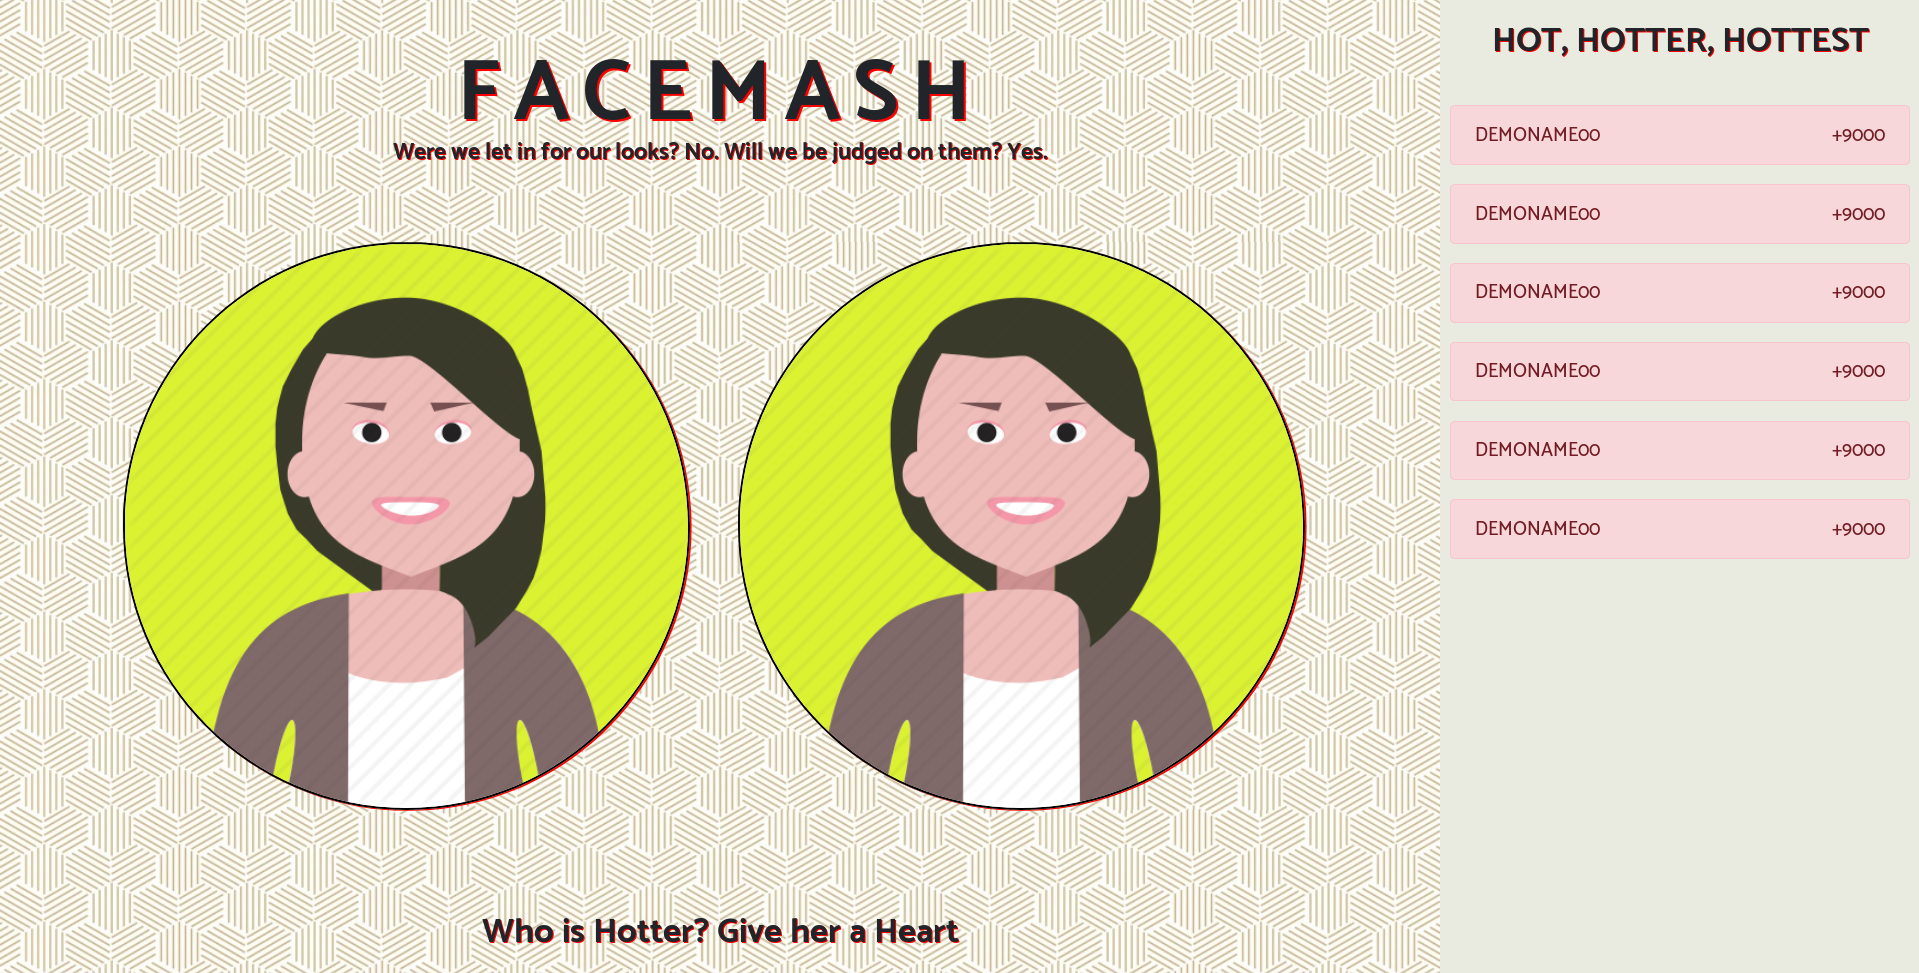 FACEMASH
Were we let in for our looks? No. Will we be judged on them? Yes.
Who is Hotter? Give her a Heart
HOT, HOTTER, HOTTEST
DEMONAME00 +9000
DEMONAME00 +9000
DEMONAME00 +9000
DEMONAME00 +9000
DEMONAME00 +9000
DEMONAME00 +9000